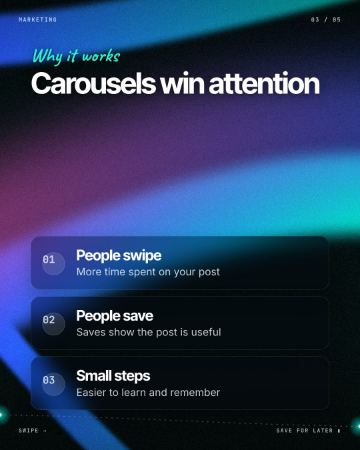 MARKETING
03 / 05
Why it works
Carousels win attention
01
People swipe
More time spent on your post
02
People save
Saves show the post is useful
03
Small steps
Easier to learn and remember
SWIPE →
SAVE FOR LATER